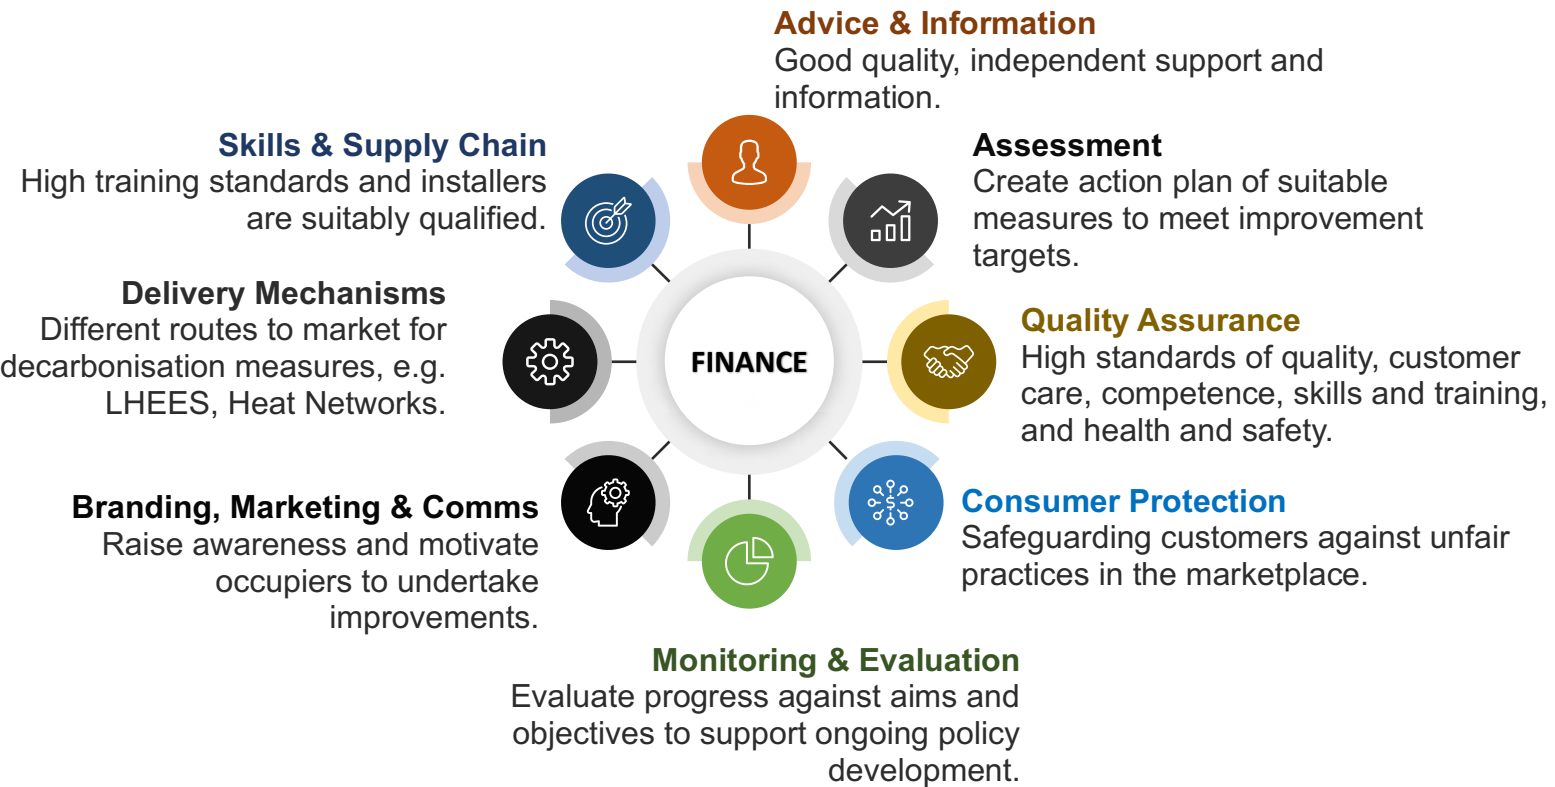 Advice & Information
Good quality, independent support and
information.
Assessment
Create action plan of suitable
measures to meet improvement
targets.
Quality Assurance
High standards of quality, customer
care, competence, skills and training,
and health and safety.
Consumer Protection
Safeguarding customers against unfair
practices in the marketplace.
Monitoring & Evaluation
Evaluate progress against aims and
objectives to support ongoing policy
development.
Branding, Marketing & Comms
Raise awareness and motivate
occupiers to undertake
improvements.
Delivery Mechanisms
Different routes to market for
decarbonisation measures, e.g.
LHEES, Heat Networks.
Skills & Supply Chain
High training standards and installers
are suitably qualified.
FINANCE
$